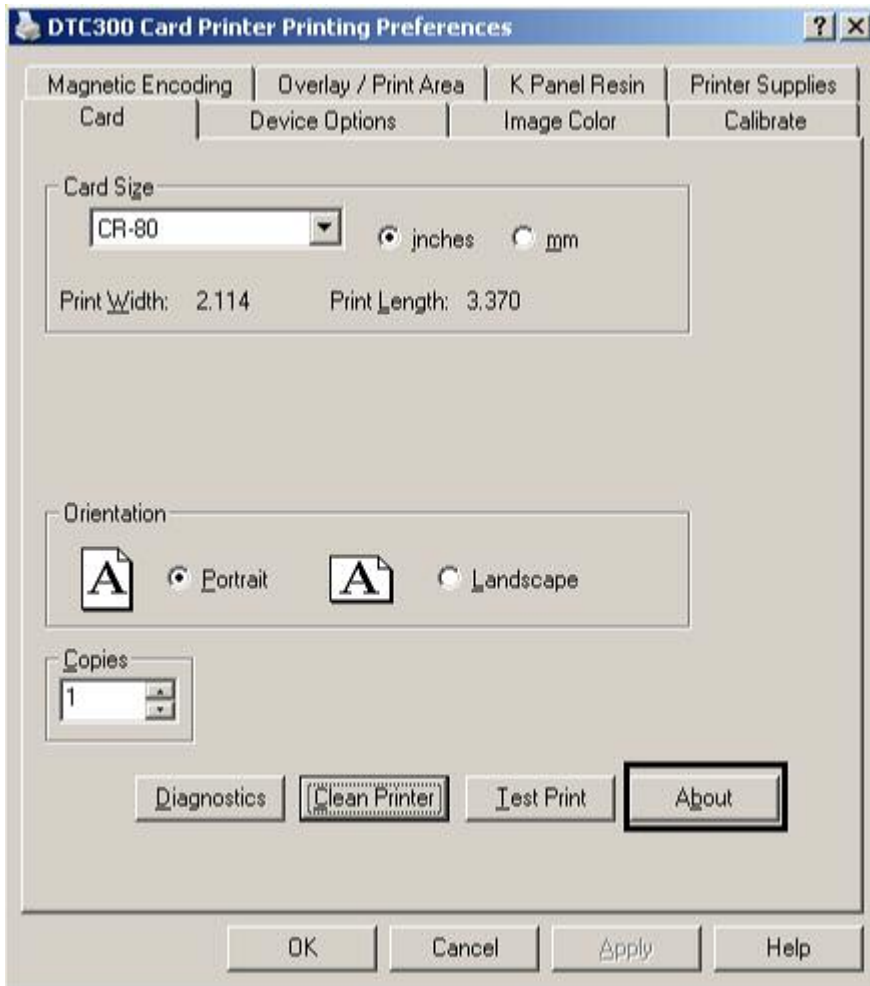 DTC300 Card Printer Printing Preferences
Magnetic Encoding Overlay / Print Area K Panel Resin Printer Supplies
Card Device Options Image Color Calibrate
Card Size
CR-80 inches mm
Print Width: 2.114 Print Length: 3.370
Orientation
A Portrait A Landscape
Copies
1
Diagnostics Clean Printer Test Print About
OK Cancel Apply Help